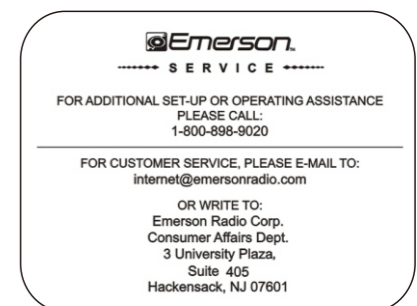 Emerson
SERVICE
FOR ADDITIONAL SET-UP OR OPERATING ASSISTANCE
PLEASE CALL:
1-800-898-9020
FOR CUSTOMER SERVICE, PLEASE E-MAIL TO:
internet@emersonradio.com
OR WRITE TO:
Emerson Radio Corp.
Consumer Affairs Dept.
3 University Plaza,
Suite 405
Hackensack, NJ 07601